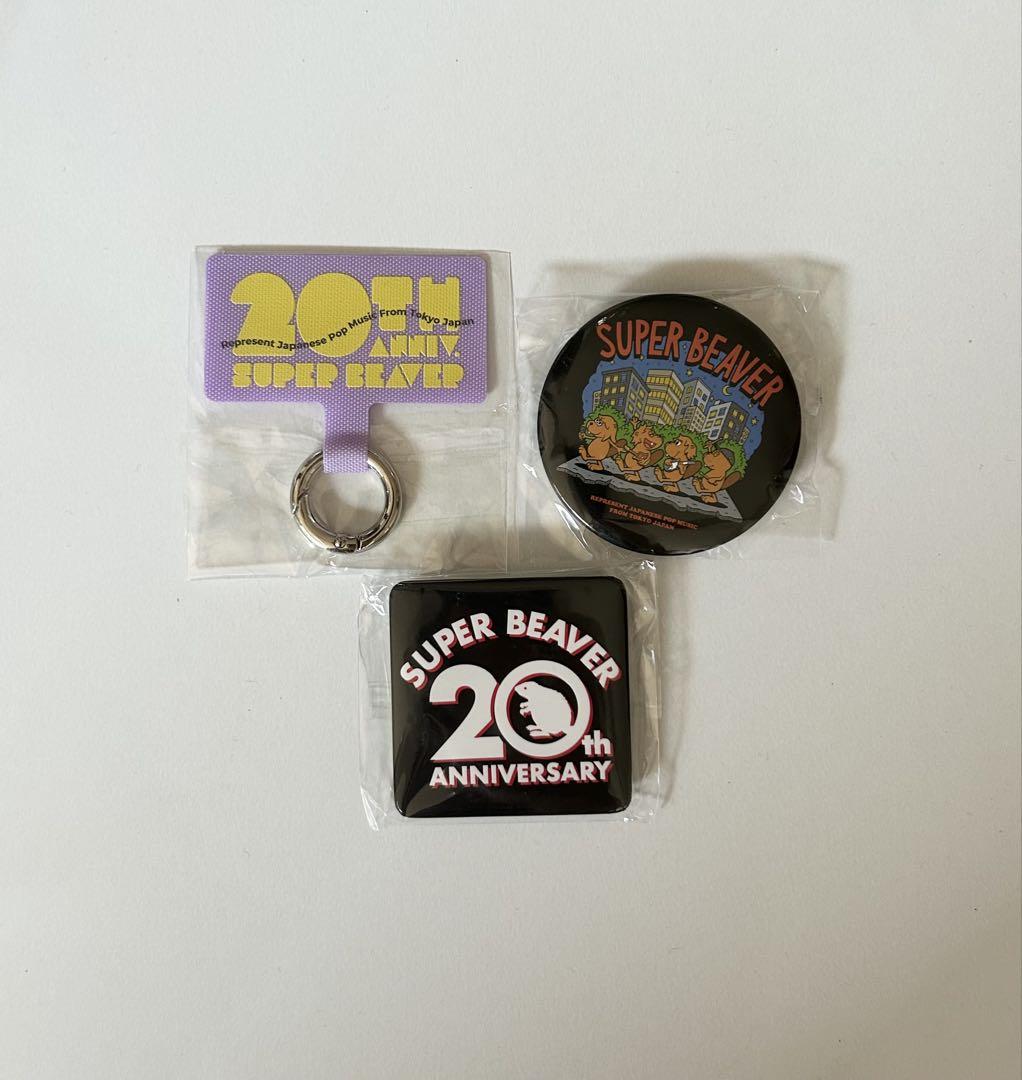 20TH
Represent Japanese Pop Music From Tokyo Japan
ANNIV.
SUPER BEAVER
SUPER BEAVER
REPRESENT JAPANESE POP MUSIC
FROM TOKYO JAPAN
SUPER BEAVER
20th
ANNIVERSARY